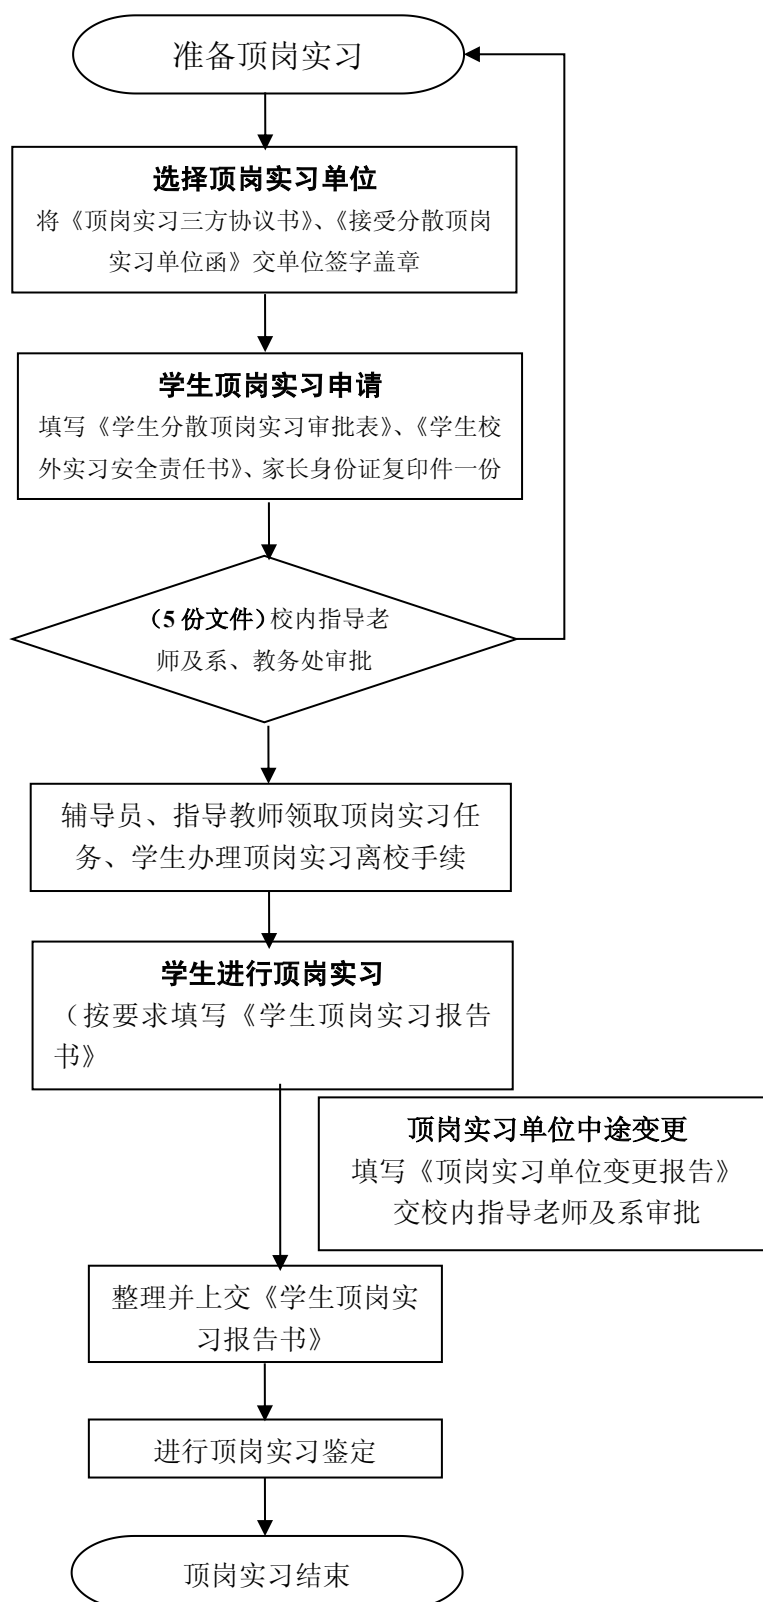 准备顶岗实习
选择顶岗实习单位
将《顶岗实习三方协议书》、《接受分散顶岗
实习单位函》交单位签字盖章
学生顶岗实习申请
填写《学生分散顶岗实习审批表》、《学生校
外实习安全责任书》、家长身份证复印件一份
（5 份文件）校内指导老
师及系、教务处审批
辅导员、指导教师领取顶岗实习任
务、学生办理顶岗实习离校手续
学生进行顶岗实习
（按要求填写《学生顶岗实习报告
书》
顶岗实习单位中途变更
填写《顶岗实习单位变更报告》
交校内指导老师及系审批
整理并上交《学生顶岗实
习报告书》
进行顶岗实习鉴定
顶岗实习结束